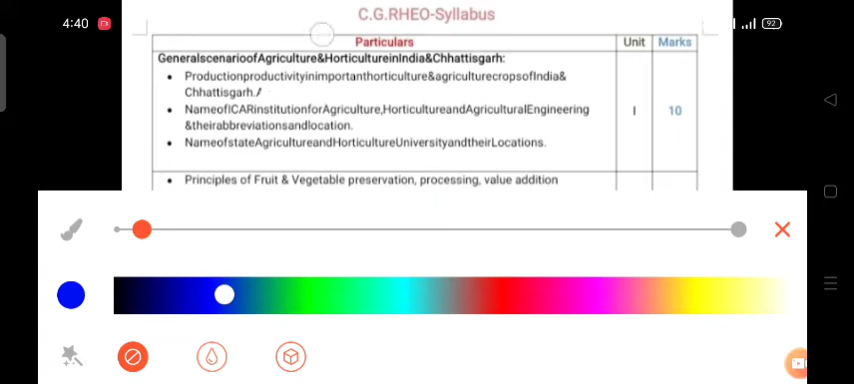 4:40
92
C.G.RHEO-Syllabus
Particulars Unit Marks
GeneralscenarioofAgriculture&HorticultureinIndia&Chhattisgarh:
• Productionproductivityinimportanthorticulture&agriculturecropsofIndia&
Chhattisgarh./
• NameofICARinstitutionforAgriculture,HorticultureandAgriculturalEngineering
&theirabbreviationsandlocation.
I 10
• NameofstateAgricultureandHorticultureUniversityandtheirLocations.
• Principles of Fruit & Vegetable preservation, processing, value addition